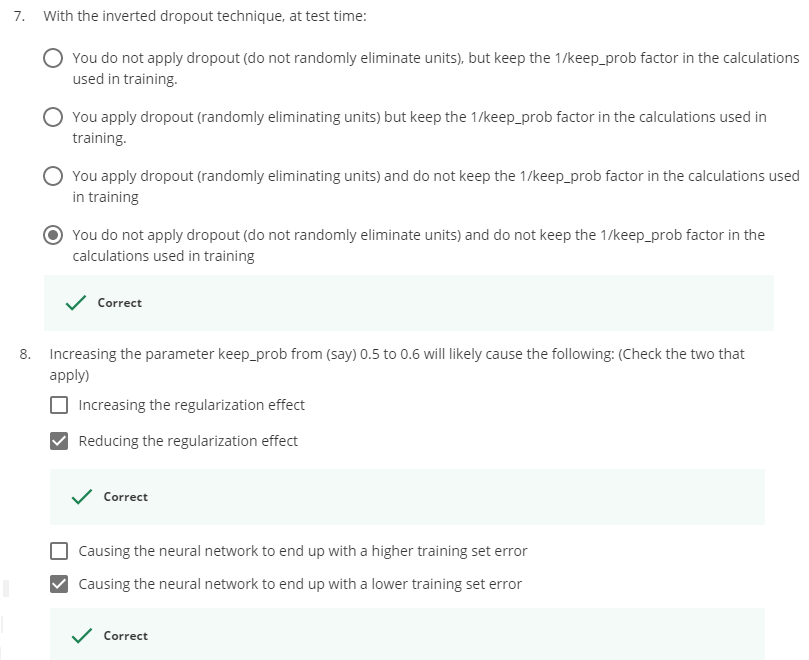 7. With the inverted dropout technique, at test time:
You do not apply dropout (do not randomly eliminate units), but keep the 1/keep_prob factor in the calculations
used in training.
You apply dropout (randomly eliminating units) but keep the 1/keep_prob factor in the calculations used in
training.
You apply dropout (randomly eliminating units) and do not keep the 1/keep_prob factor in the calculations used
in training
You do not apply dropout (do not randomly eliminate units) and do not keep the 1/keep_prob factor in the
calculations used in training
Correct
8. Increasing the parameter keep_prob from (say) 0.5 to 0.6 will likely cause the following: (Check the two that
apply)
Increasing the regularization effect
Reducing the regularization effect
Correct
Causing the neural network to end up with a higher training set error
Causing the neural network to end up with a lower training set error
Correct